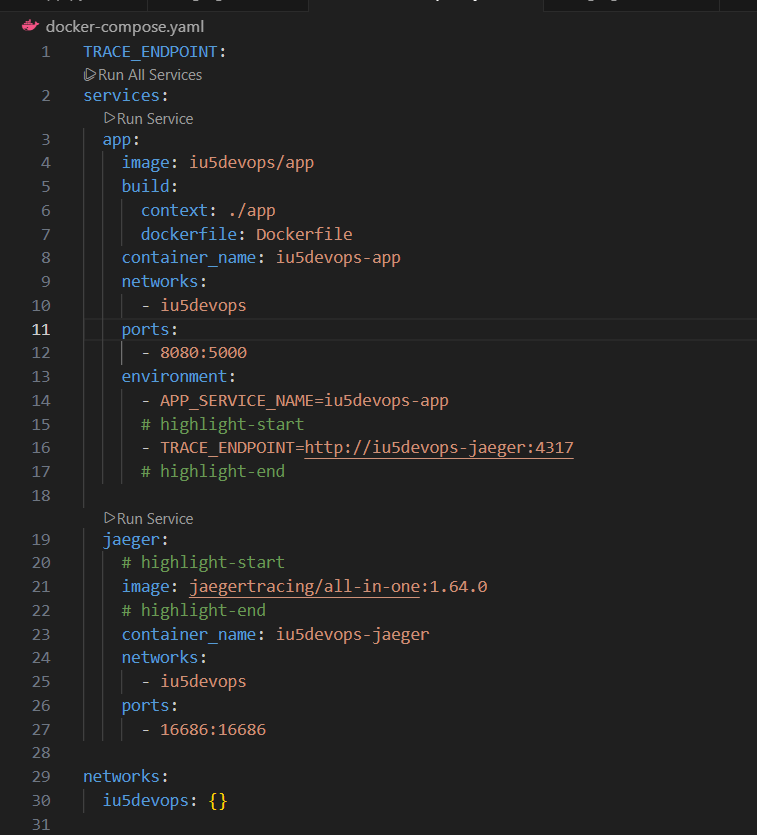 docker-compose.yaml
1 TRACE_ENDPOINT:
Run All Services
2 services:
Run Service
3 app:
4 image: iu5devops/app
5 build:
6 context: ./app
7 dockerfile: Dockerfile
8 container_name: iu5devops-app
9 networks:
10 - iu5devops
11 ports:
12 - 8080:5000
13 environment:
14 - APP_SERVICE_NAME=iu5devops-app
15 # highlight-start
16 - TRACE_ENDPOINT=http://iu5devops-jaeger:4317
17 # highlight-end
18
Run Service
19 jaeger:
20 # highlight-start
21 image: jaegertracing/all-in-one:1.64.0
22 # highlight-end
23 container_name: iu5devops-jaeger
24 networks:
25 - iu5devops
26 ports:
27 - 16686:16686
28
29 networks:
30 iu5devops: {}
31